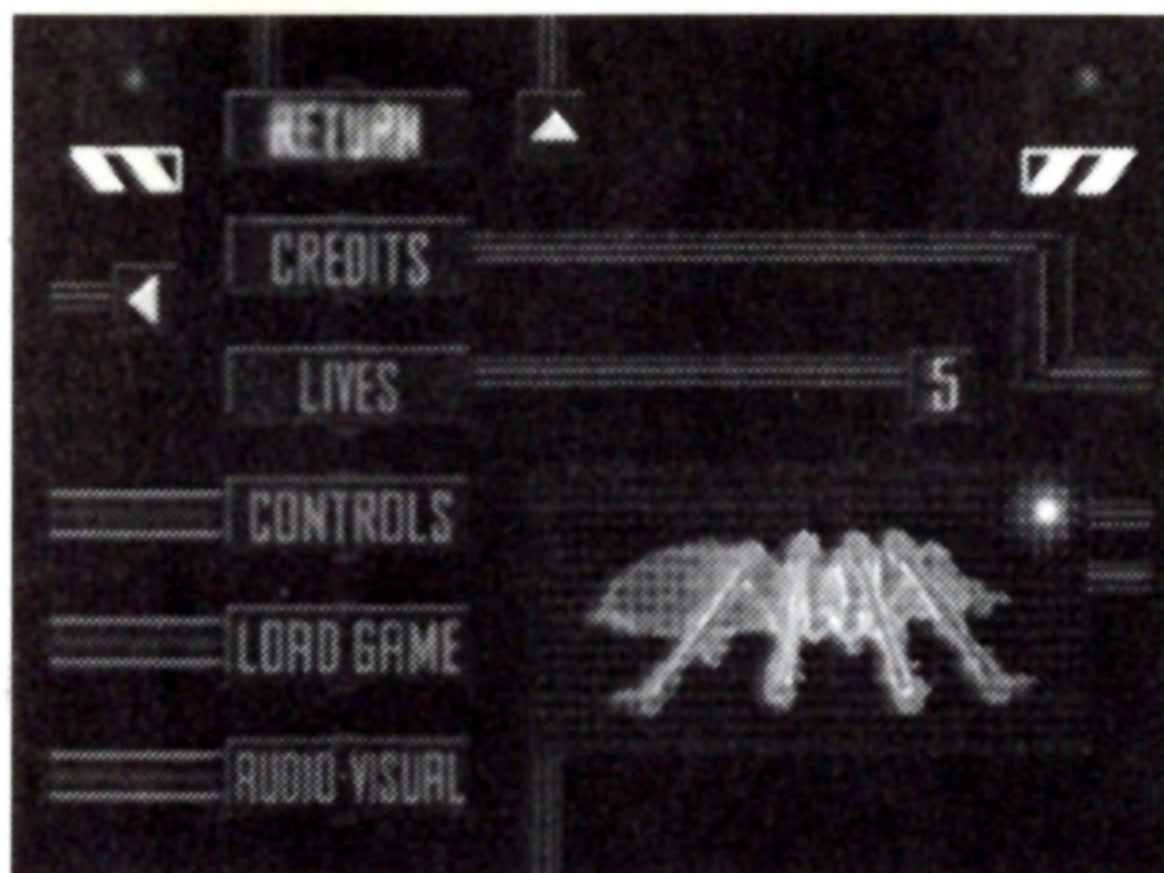 RETURN
CREDITS
LIVES 5
CONTROLS
LOAD GAME
AUDIO-VISUAL